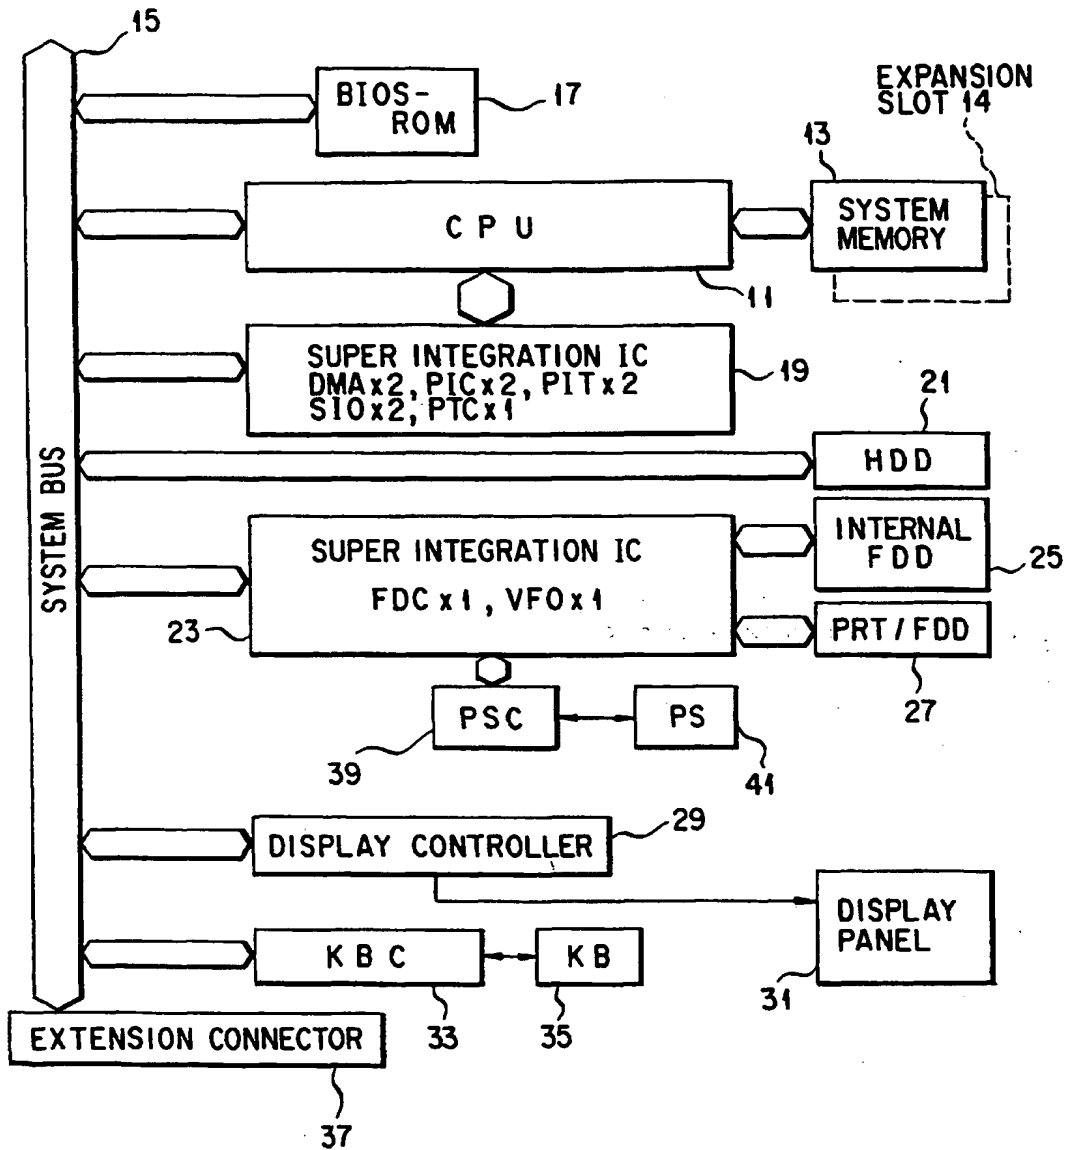 15
BIOS-
ROM
17
EXPANSION
SLOT 14
13
SYSTEM
MEMORY
CPU
11
SUPER INTEGRATION IC
DMAx2, PICx2, PITx2
SIOx2, PTCx1
19
21
HDD
SYSTEM BUS
SUPER INTEGRATION IC
FDCx1, VFOx1
23
INTERNAL
FDD
25
PRT/FDD
27
PSC
39
PS
41
DISPLAY CONTROLLER
29
DISPLAY
PANEL
31
KBC
33
KB
35
EXTENSION CONNECTOR
37